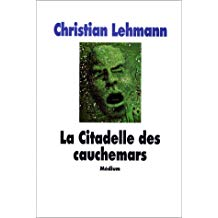 Christian Lehmann
La Citadelle des
cauchemars
Médium